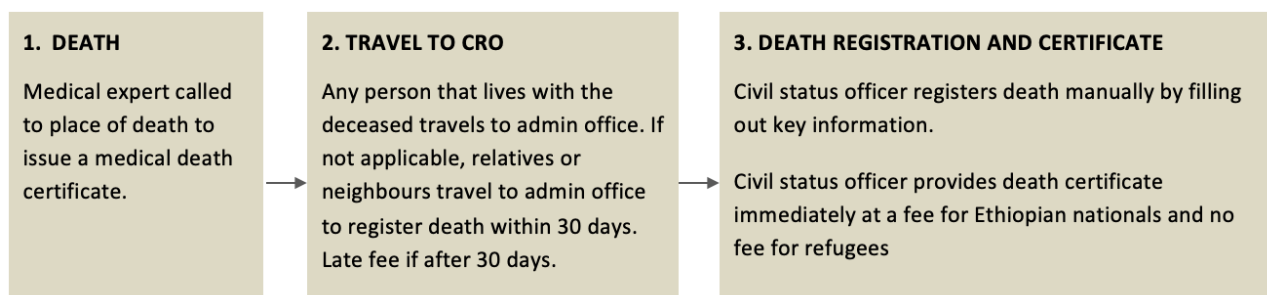 1. DEATH
Medical expert called
to place of death to
issue a medical death
certificate.
2. TRAVEL TO CRO
Any person that lives with the
deceased travels to admin office. If
not applicable, relatives or
neighbours travel to admin office
to register death within 30 days.
Late fee if after 30 days.
3. DEATH REGISTRATION AND CERTIFICATE
Civil status officer registers death manually by filling
out key information.
Civil status officer provides death certificate
immediately at a fee for Ethiopian nationals and no
fee for refugees